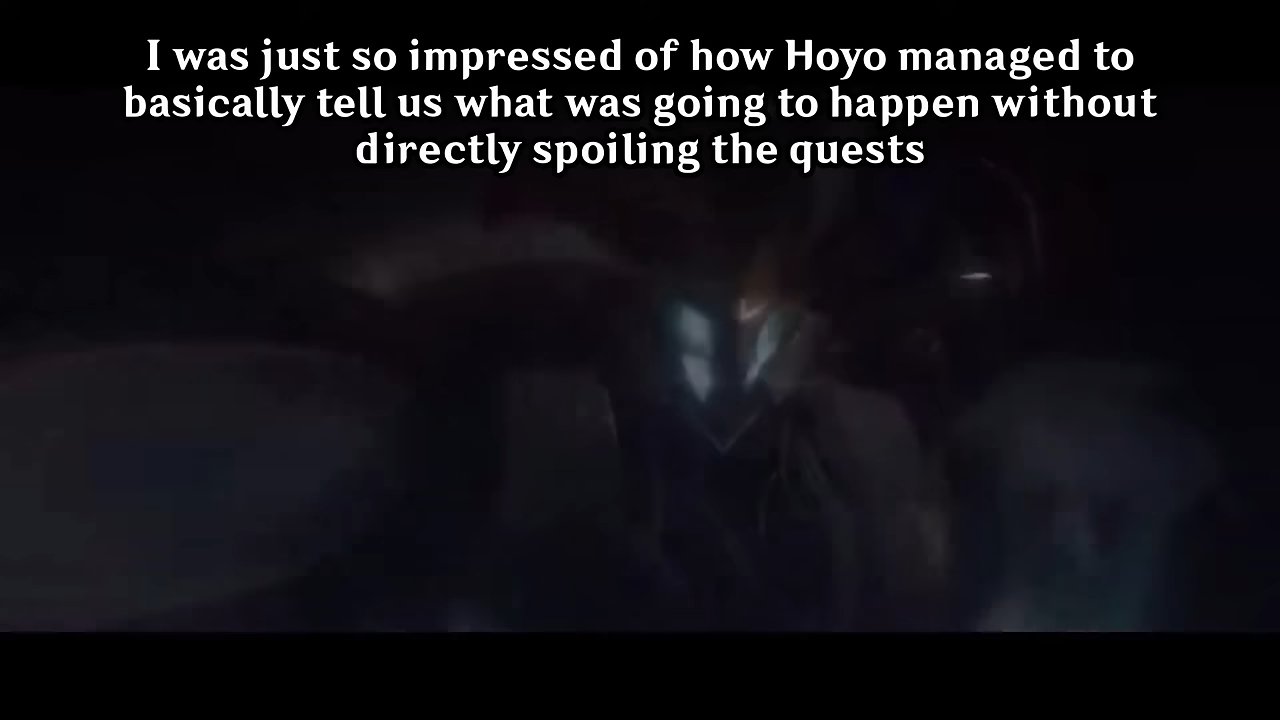 I was just so impressed of how Hoyo managed to
basically tell us what was going to happen without
directly spoiling the quests